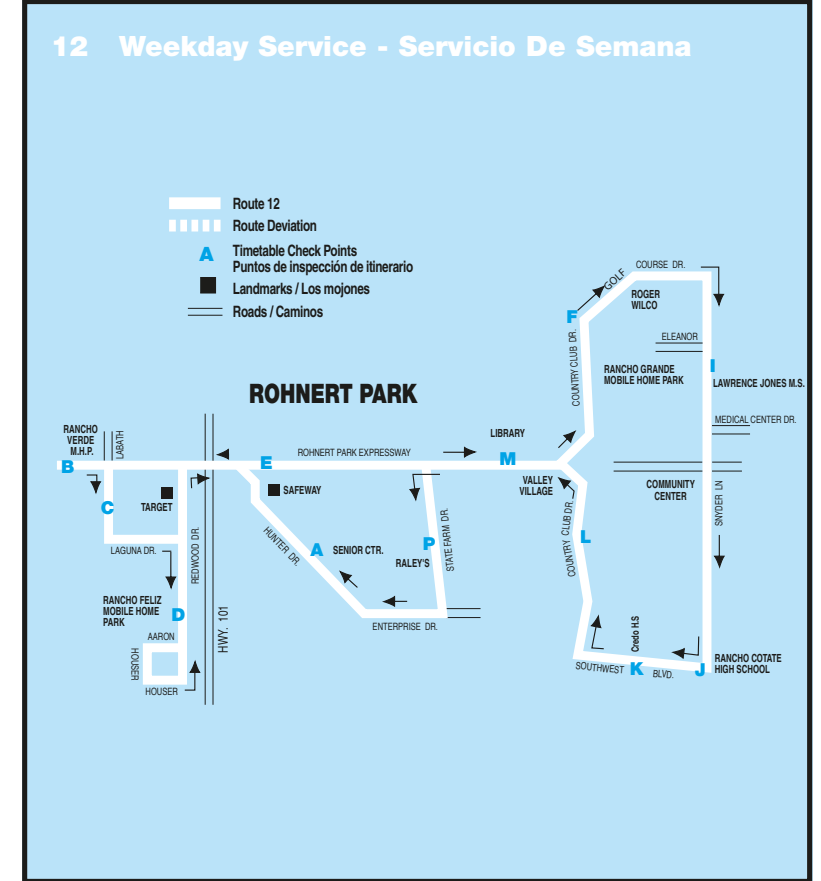 12 Weekday Service - Servicio De Semana
Route 12
Route Deviation
A
Timetable Check Points
Puntos de inspección de itinerario
Landmarks / Los mojones
Roads / Caminos
GOLF COURSE DR.
ROGER
WILCO
F
COUNTRY CLUB DR.
ELEANOR
I
RANCHO GRANDE
MOBILE HOME PARK
LAWRENCE JONES M.S.
MEDICAL CENTER DR.
ROHNERT PARK
RANCHO
VERDE
M.H.P.
LABATH
B
E
ROHNERT PARK EXPRESSWAY
LIBRARY
M
VALLEY
VILLAGE
COMMUNITY
CENTER
SNYDER LN
C
TARGET
SAFEWAY
LAGUNA DR.
REDWOOD DR.
HUNTER DR.
A
SENIOR CTR.
P
RALEY'S
STATE FARM DR.
COUNTRY CLUB DR.
L
RANCHO FELIZ
MOBILE HOME
PARK
D
HWY. 101
ENTERPRISE DR.
AARON
HOUSER
HOUSER
Credo H.S
SOUTHWEST BLVD.
K
J
RANCHO COTATE
HIGH SCHOOL